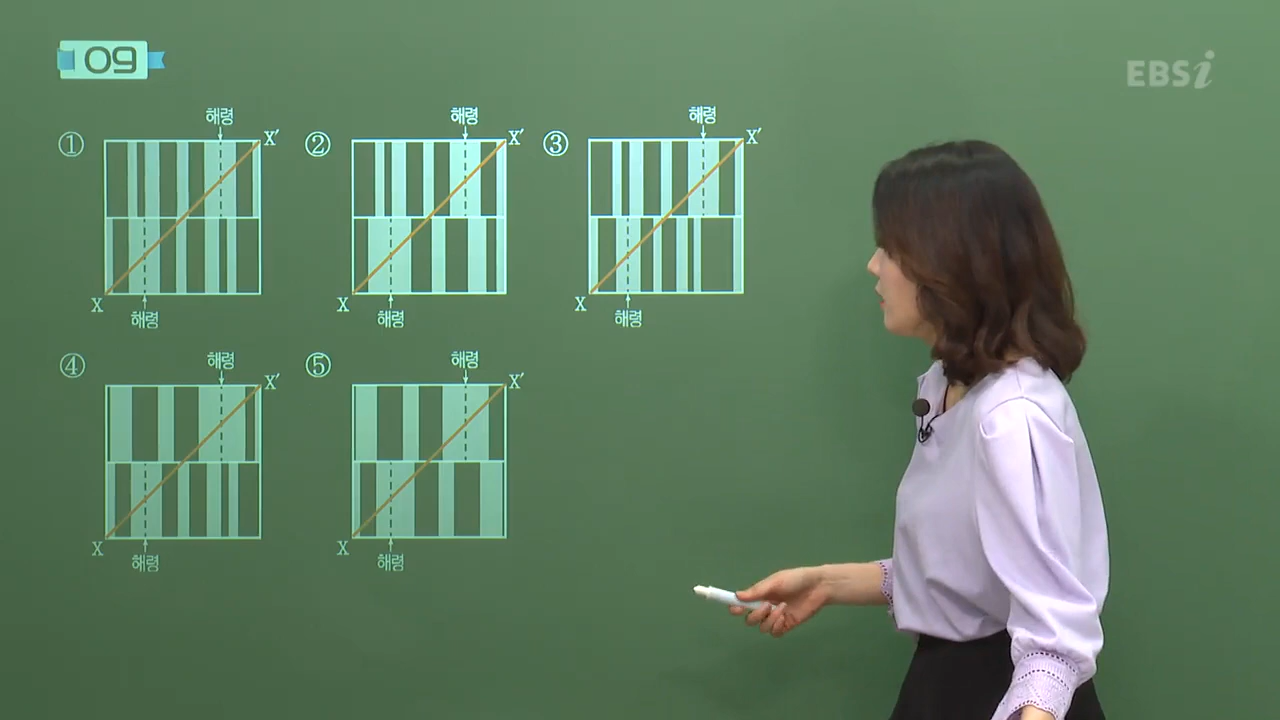 09
EBSi
해령 해령 해령
① X′ ② X′ ③ X′
X X X
해령 해령 해령
해령 해령
④ X′ ⑤ X′
X X
해령 해령